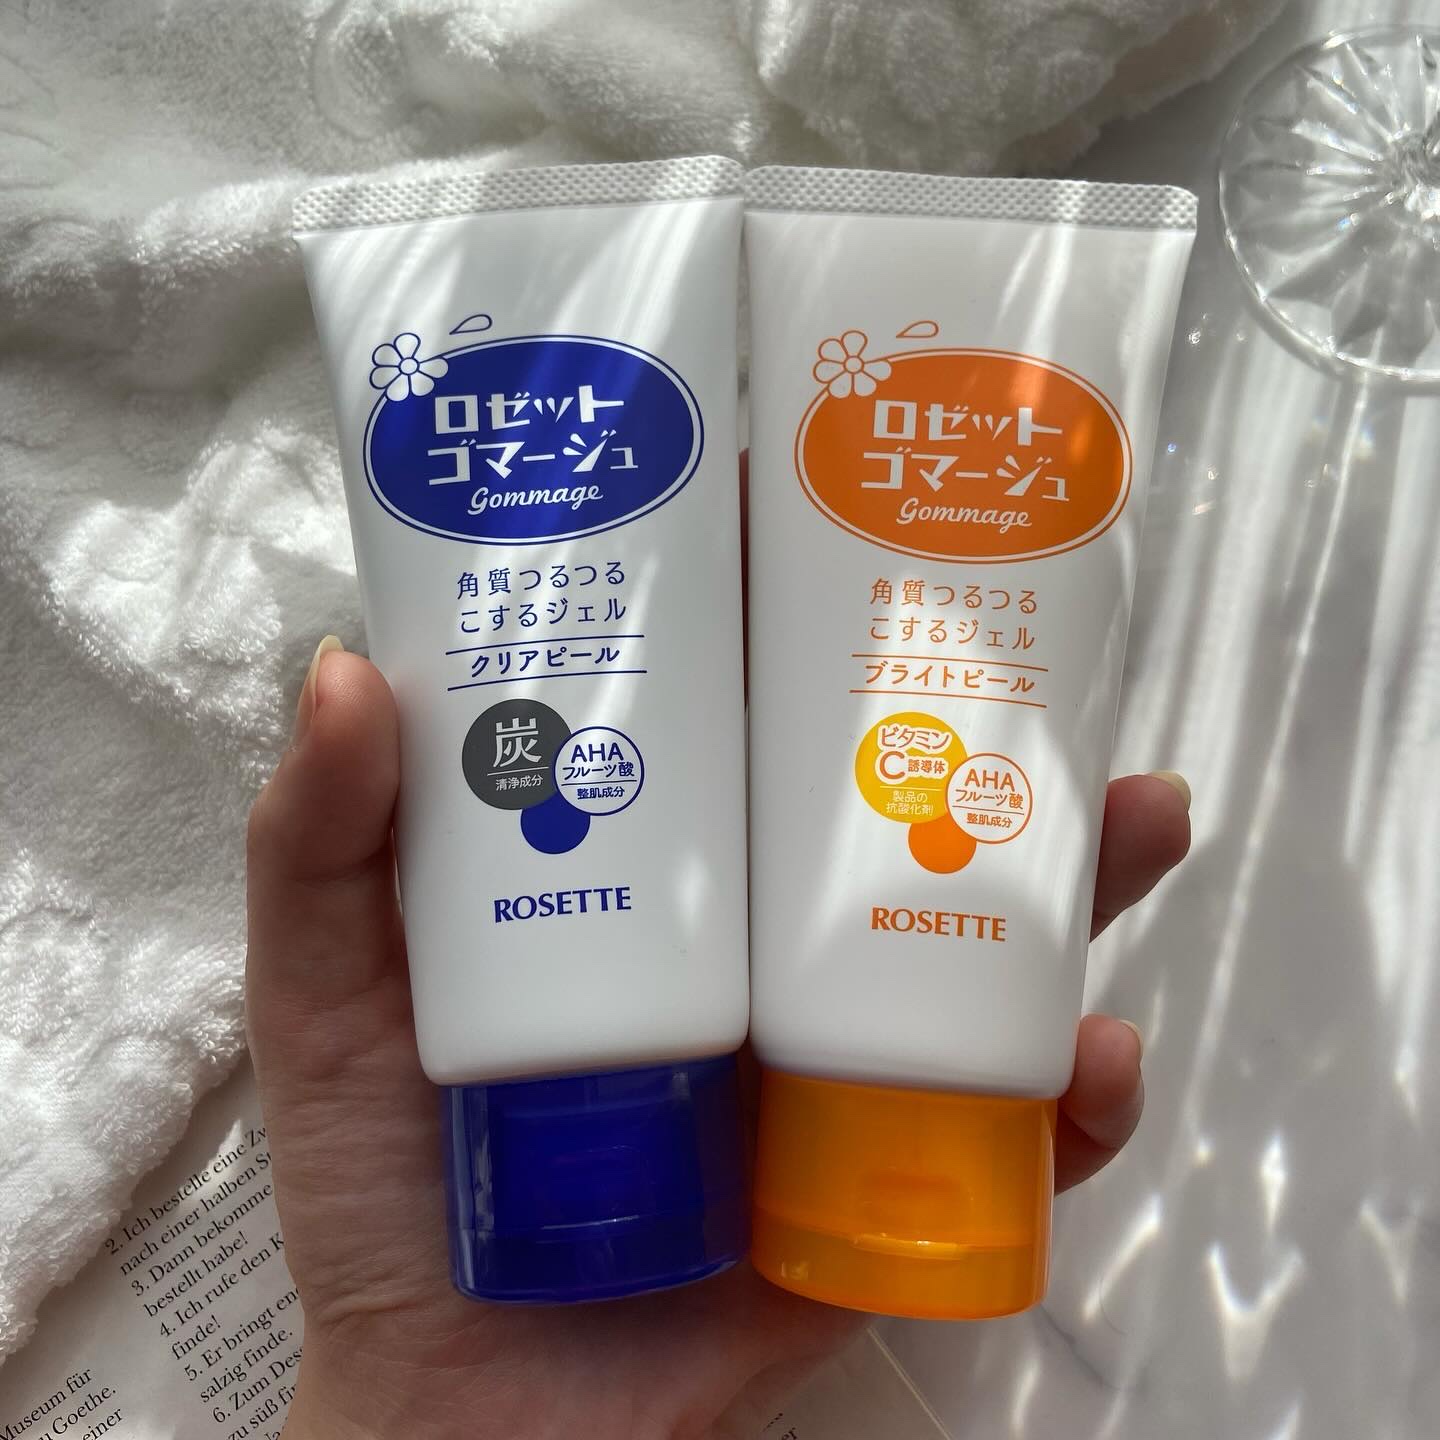 ロゼット
ゴマージュ
Gommage
角質つるつる
こするジェル
クリアピール
炭
清浄成分
AHA
フルーツ酸
整肌成分
ROSETTE
ロゼット
ゴマージュ
Gommage
角質つるつる
こするジェル
ブライトピール
ビタミン
C誘導体
製品の
抗酸化剤
AHA
フルーツ酸
整肌成分
ROSETTE
2. Ich bestelle eine
nach einer halben
3. Dann bekomme
bestellt habe!
4. Ich rufe den
finde!
5. Er bringt
salzig finde.
6. Zum
zu süß
Museum für
Goethe.
einer